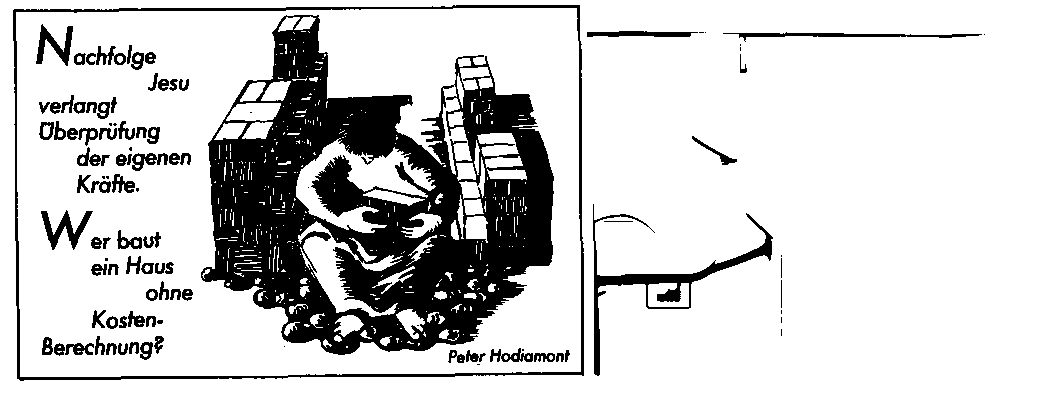 Nachfolge
Jesu
verlangt
Überprüfung
der eigenen
Kräfte.
Wer baut
ein Haus
ohne
Kosten-
Berechnung?
Peter Hodiamont